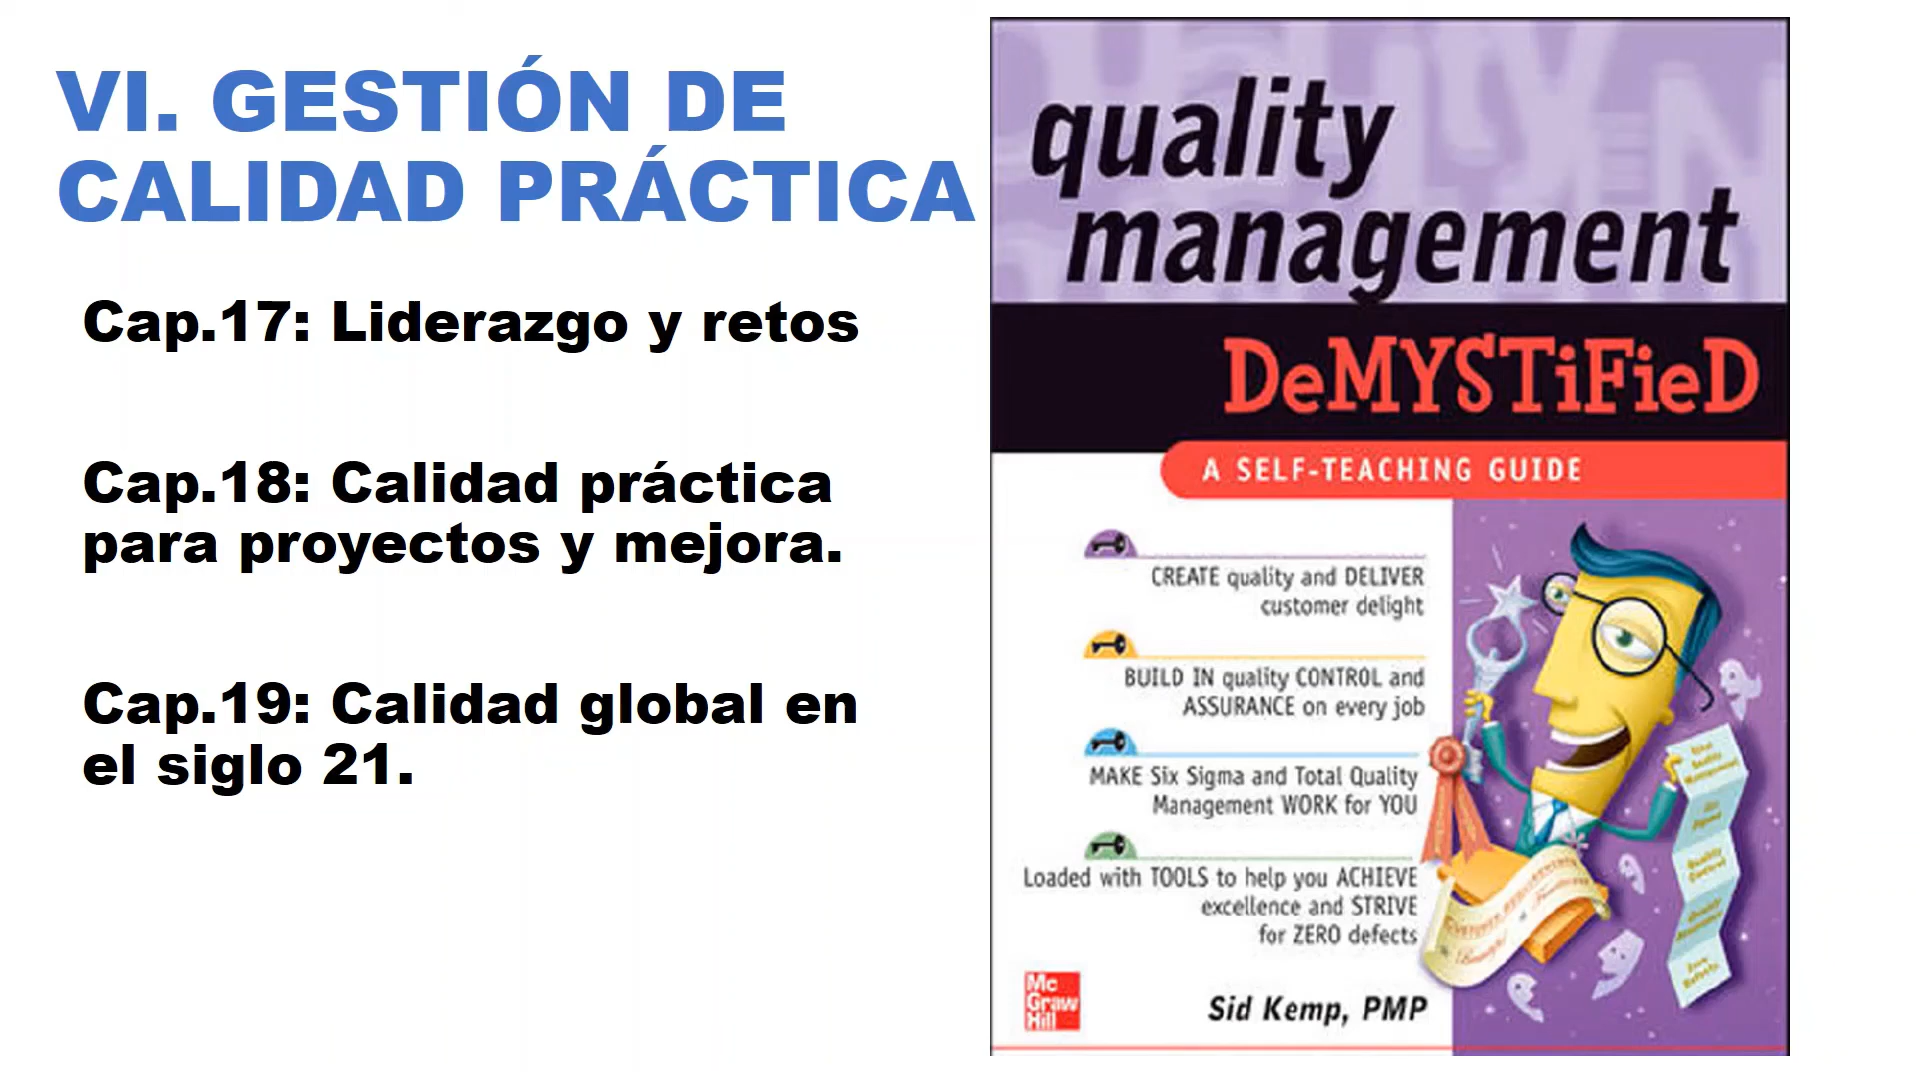 VI. GESTIÓN DE
CALIDAD PRÁCTICA
Cap.17: Liderazgo y retos
Cap.18: Calidad práctica
para proyectos y mejora.
Cap.19: Calidad global en
el siglo 21.
quality
management
DeMYSTiFieD
A SELF-TEACHING GUIDE
CREATE quality and DELIVER
customer delight
BUILD IN quality CONTROL and
ASSURANCE on every job
MAKE Six Sigma and Total Quality
Management WORK for YOU
Loaded with TOOLS to help you ACHIEVE
excellence and STRIVE
for ZERO defects
Mc
Graw
Hill
Sid Kemp, PMP